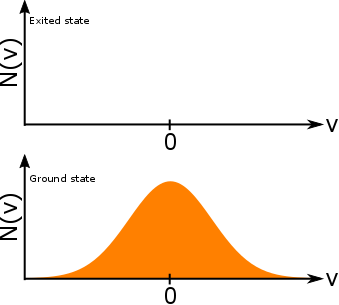 Exited state
N(v)
v
0
Ground state
N(v)
v
0